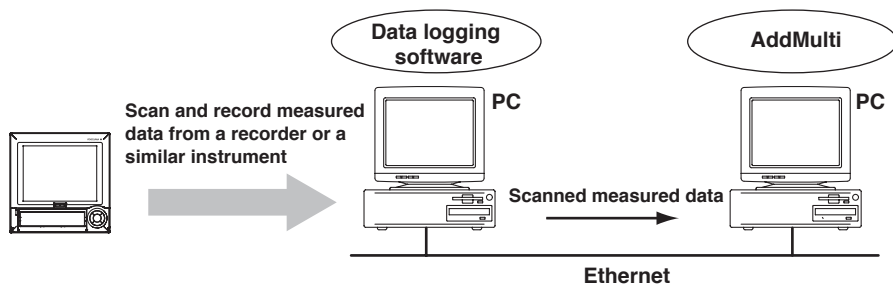 Data logging
software
AddMulti
PC
PC
Scan and record measured
data from a recorder or a
similar instrument
Scanned measured data
Ethernet